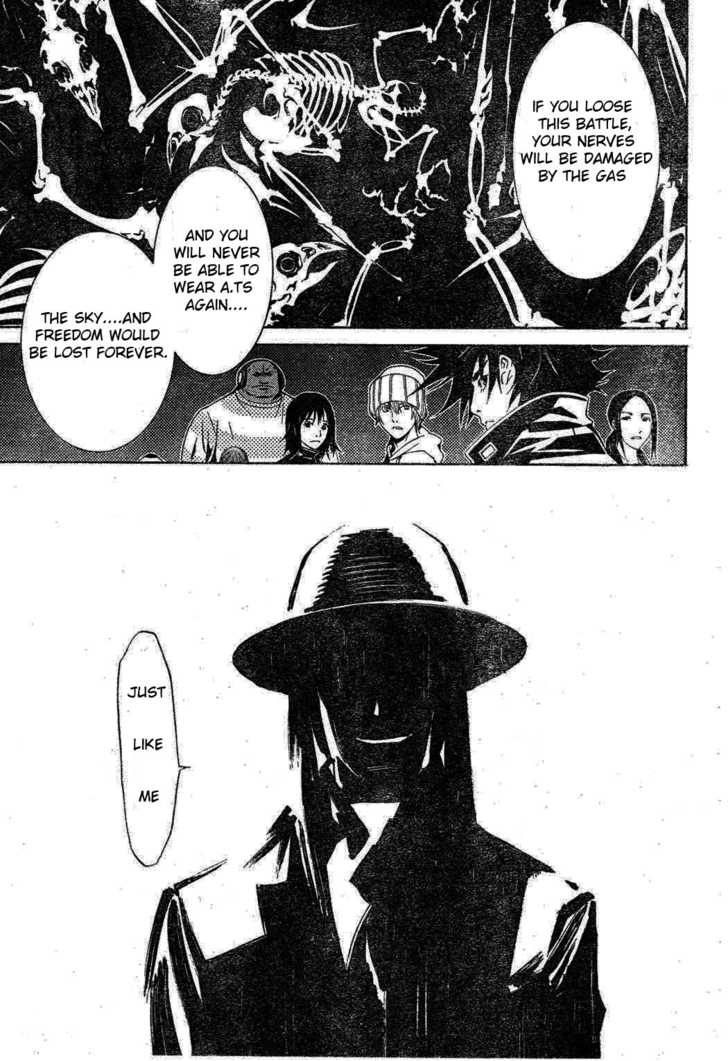 IF YOU LOOSE
THIS BATTLE,
YOUR NERVES
WILL BE DAMAGED
BY THE GAS
AND YOU
WILL NEVER
BE ABLE TO
WEAR A.TS
AGAIN....
THE SKY....AND
FREEDOM WOULD
BE LOST FOREVER.
JUST
LIKE
ME